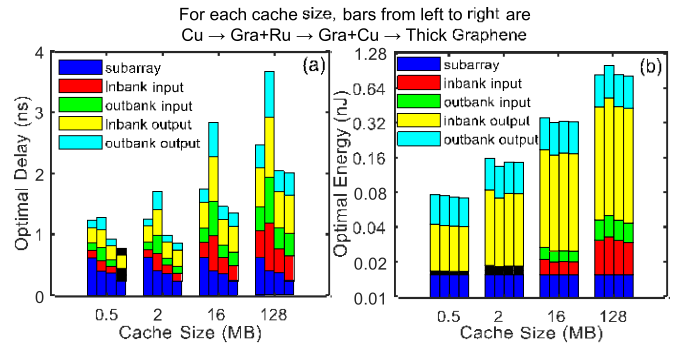 For each cache size, bars from left to right are
Cu → Gra+Ru → Gra+Cu → Thick Graphene
(a)
Optimal Delay (ns)
4
3
2
1
0
subarray
Inbank input
outbank input
Inbank output
outbank output
0.5 2 16 128
Cache Size (MB)
(b)
Optimal Energy (nJ)
1.28
0.64
0.32
0.16
0.08
0.04
0.02
0.01
subarray
Inbank input
outbank input
inbank output
outbank output
0.5 2 16 128
Cache Size (MB)